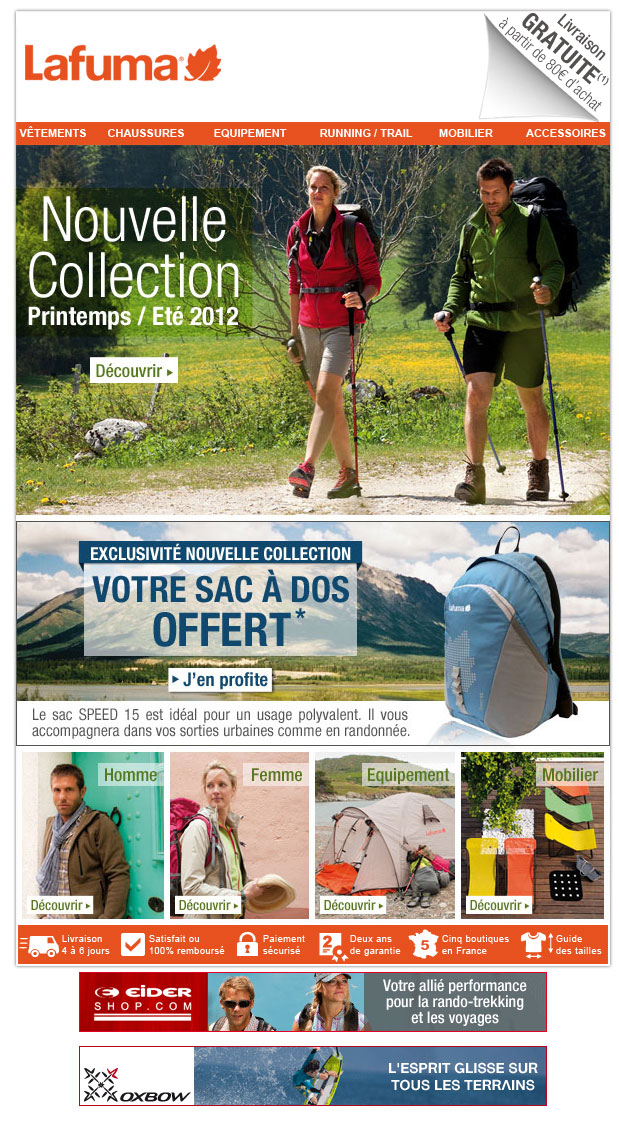 Lafuma
Livraison
GRATUITE(1)
à partir de 80€ d'achat
VÊTEMENTS CHAUSSURES EQUIPEMENT RUNNING / TRAIL MOBILIER ACCESSOIRES
Nouvelle
Collection
Printemps / Eté 2012
Découvrir
EXCLUSIVITÉ NOUVELLE COLLECTION
VOTRE SAC À DOS
OFFERT*
J'en profite
Lafuma
Le sac SPEED 15 est idéal pour un usage polyvalent. Il vous
accompagnera dans vos sorties urbaines comme en randonnée.
Homme
Découvrir
Femme
Découvrir
Equipement
Lafuma
Découvrir
Mobilier
Découvrir
Livraison
4 à 6 jours
Satisfait ou
100% remboursé
Paiement
sécurisé
2
Deux ans
de garantie
5
Cinq boutiques
en France
Guide
des tailles
EIDER
SHOP.COM
Votre allié performance
pour la rando-trekking
et les voyages
OXBOW
L'ESPRIT GLISSE SUR
TOUS LES TERRAINS